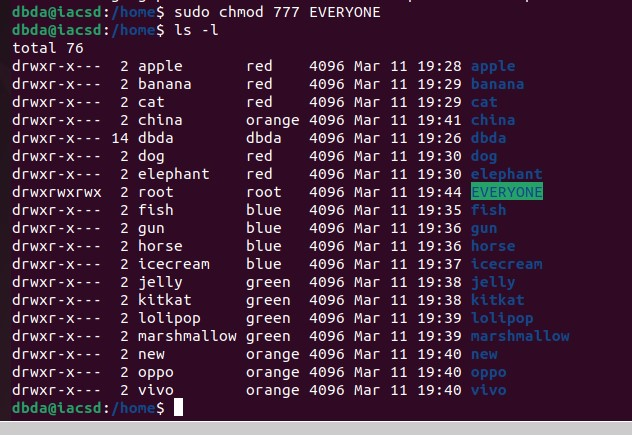 dbda@iacsd:/home$ sudo chmod 777 EVERYONE
dbda@iacsd:/home$ ls -l
total 76
drwxr-x---  2 apple       red    4096 Mar 11 19:28 apple
drwxr-x---  2 banana      red    4096 Mar 11 19:29 banana
drwxr-x---  2 cat         red    4096 Mar 11 19:29 cat
drwxr-x---  2 china       orange 4096 Mar 11 19:41 china
drwxr-x--- 14 dbda        dbda   4096 Mar 11 19:26 dbda
drwxr-x---  2 dog         red    4096 Mar 11 19:30 dog
drwxr-x---  2 elephant    red    4096 Mar 11 19:30 elephant
drwxrwxrwx  2 root        root   4096 Mar 11 19:44 EVERYONE
drwxr-x---  2 fish        blue   4096 Mar 11 19:35 fish
drwxr-x---  2 gun         blue   4096 Mar 11 19:36 gun
drwxr-x---  2 horse       blue   4096 Mar 11 19:36 horse
drwxr-x---  2 icecream    blue   4096 Mar 11 19:37 icecream
drwxr-x---  2 jelly       green  4096 Mar 11 19:38 jelly
drwxr-x---  2 kitkat      green  4096 Mar 11 19:38 kitkat
drwxr-x---  2 lolipop     green  4096 Mar 11 19:39 lolipop
drwxr-x---  2 marshmallow green  4096 Mar 11 19:39 marshmallow
drwxr-x---  2 new         orange 4096 Mar 11 19:40 new
drwxr-x---  2 oppo        orange 4096 Mar 11 19:40 oppo
drwxr-x---  2 vivo        orange 4096 Mar 11 19:40 vivo
dbda@iacsd:/home$